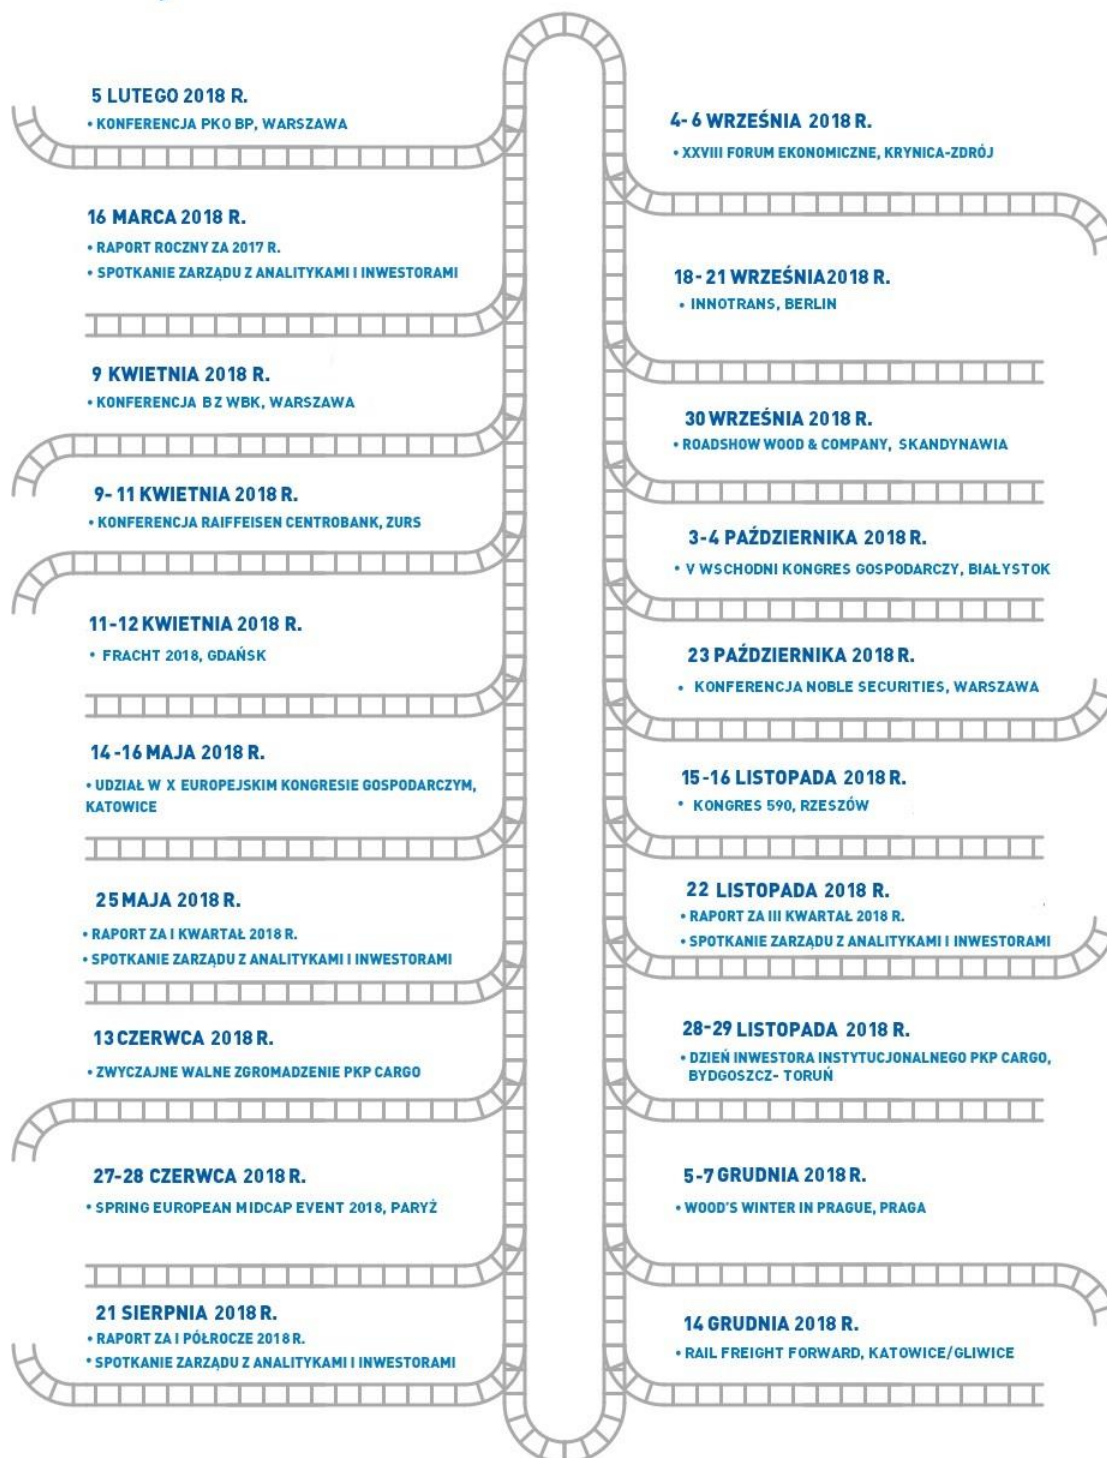 5 LUTEGO 2018 R.
• KONFERENCJA PKO BP, WARSZAWA
16 MARCA 2018 R.
• RAPORT ROCZNY ZA 2017 R.
• SPOTKANIE ZARZĄDU Z ANALITYKAMI I INWESTORAMI
9 KWIETNIA 2018 R.
• KONFERENCJA BZ WBK, WARSZAWA
9- 11 KWIETNIA 2018 R.
• KONFERENCJA RAIFFEISEN CENTROBANK, ZURS
11-12 KWIETNIA 2018 R.
• FRACHT 2018, GDAŃSK
14 -16 MAJA 2018 R.
• UDZIAŁ W X EUROPEJSKIM KONGRESIE GOSPODARCZYM,
KATOWICE
25 MAJA 2018 R.
• RAPORT ZA I KWARTAŁ 2018 R.
• SPOTKANIE ZARZĄDU Z ANALITYKAMI I INWESTORAMI
13 CZERWCA 2018 R.
• ZWYCZAJNE WALNE ZGROMADZENIE PKP CARGO
27-28 CZERWCA 2018 R.
• SPRING EUROPEAN MIDCAP EVENT 2018, PARYŻ
21 SIERPNIA 2018 R.
• RAPORT ZA I PÓŁROCZE 2018 R.
• SPOTKANIE ZARZĄDU Z ANALITYKAMI I INWESTORAMI
4- 6 WRZEŚNIA 2018 R.
• XXVIII FORUM EKONOMICZNE, KRYNICA-ZDRÓJ
18- 21 WRZEŚNIA 2018 R.
• INNOTRANS, BERLIN
30 WRZEŚNIA 2018 R.
• ROADSHOW WOOD & COMPANY, SKANDYNAWIA
3-4 PAŹDZIERNIKA 2018 R.
• V WSCHODNI KONGRES GOSPODARCZY, BIAŁYSTOK
23 PAŹDZIERNIKA 2018 R.
• KONFERENCJA NOBLE SECURITIES, WARSZAWA
15-16 LISTOPADA 2018 R.
• KONGRES 590, RZESZÓW
22 LISTOPADA 2018 R.
• RAPORT ZA III KWARTAŁ 2018 R.
• SPOTKANIE ZARZĄDU Z ANALITYKAMI I INWESTORAMI
28-29 LISTOPADA 2018 R.
• DZIEŃ INWESTORA INSTYTUCJONALNEGO PKP CARGO,
BYDGOSZCZ- TORUŃ
5-7 GRUDNIA 2018 R.
• WOOD'S WINTER IN PRAGUE, PRAGA
14 GRUDNIA 2018 R.
• RAIL FREIGHT FORWARD, KATOWICE/GLIWICE